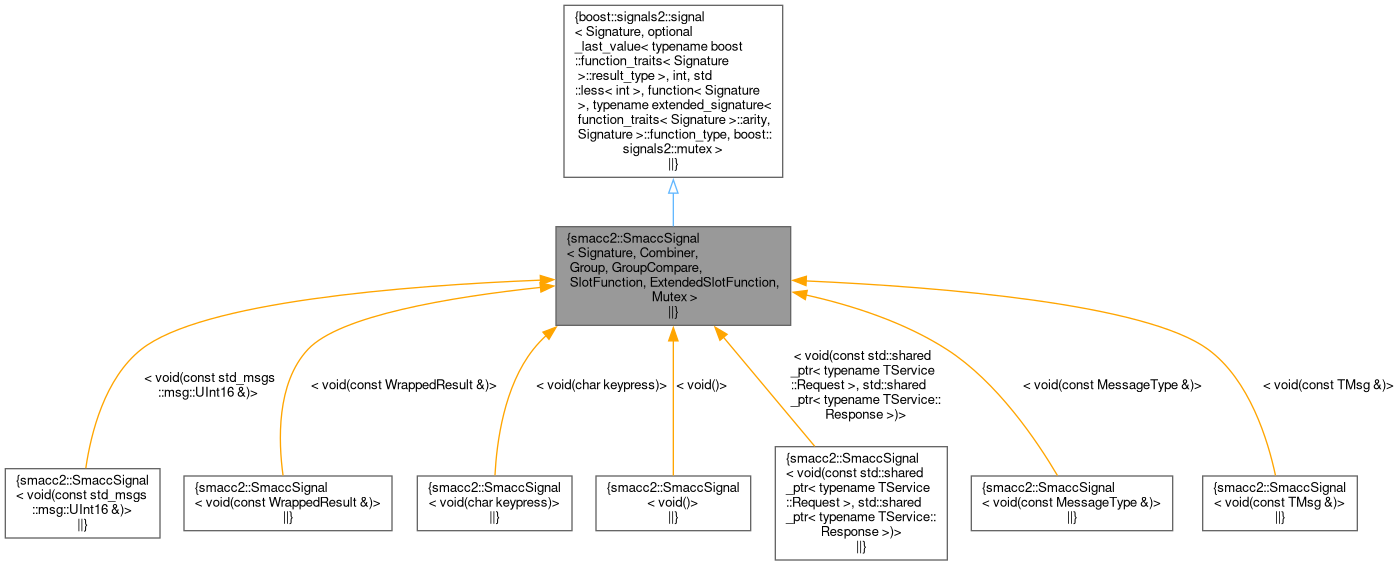 {boost::signals2::signal
< Signature, optional
_last_value< typename boost
::function_traits< Signature
>::result_type >, int, std
::less< int >, function< Signature
>, typename extended_signature<
function_traits< Signature >::arity,
Signature >::function_type, boost::
signals2::mutex >
||}
{smacc2::SmaccSignal
< Signature, Combiner,
Group, GroupCompare,
SlotFunction, ExtendedSlotFunction,
Mutex >
||}
< void(const std_msgs
::msg::UInt16 &)>
< void(const WrappedResult &)>
< void(char keypress)>
< void()>
< void(const std::shared
_ptr< typename TService
::Request >, std::shared
_ptr< typename TService::
Response >)>
< void(const MessageType &)>
< void(const TMsg &)>
{smacc2::SmaccSignal
< void(const std_msgs
::msg::UInt16 &)>
||}
{smacc2::SmaccSignal
< void(const WrappedResult &)>
||}
{smacc2::SmaccSignal
< void(char keypress)>
||}
{smacc2::SmaccSignal
< void()>
||}
{smacc2::SmaccSignal
< void(const std::shared
_ptr< typename TService
::Request >, std::shared
_ptr< typename TService::
Response >)>
||}
{smacc2::SmaccSignal
< void(const MessageType &)>
||}
{smacc2::SmaccSignal
< void(const TMsg &)>
||}